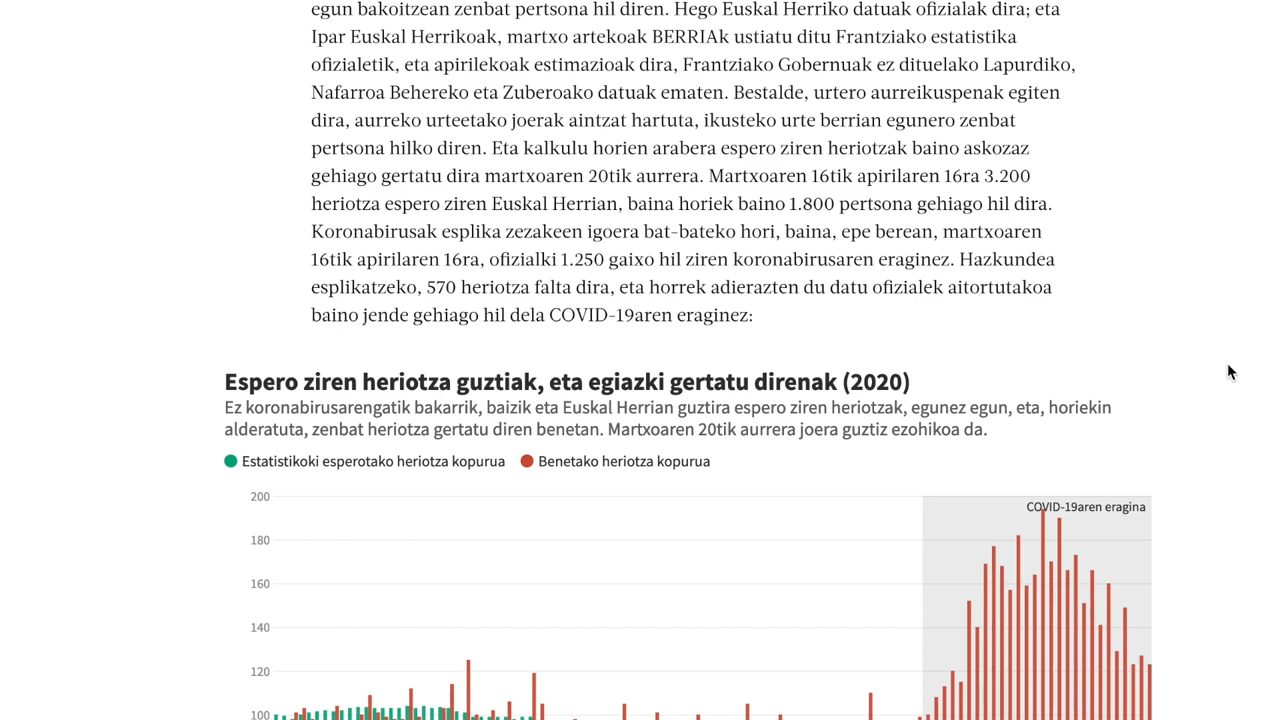 egun bakoitzean zenbat pertsona hil diren. Hego Euskal Herriko datuak ofizialak dira; eta
Ipar Euskal Herrikoak, martxo artekoak BERRIAk ustiatu ditu Frantziako estatistika
ofizialetik, eta apirilekoak estimazioak dira, Frantziako Gobernuak ez dituelako Lapurdiko,
Nafarroa Behereko eta Zuberoako datuak ematen. Bestalde, urtero aurreikuspenak egiten
dira, aurreko urteetako joerak aintzat hartuta, ikusteko urte berrian egunero zenbat
pertsona hilko diren. Eta kalkulu horien arabera espero ziren heriotzak baino askozaz
gehiago gertatu dira martxoaren 20tik aurrera. Martxoaren 16tik apirilaren 16ra 3.200
heriotza espero ziren Euskal Herrian, baina horiek baino 1.800 pertsona gehiago hil dira.
Koronabirusak esplika zezakeen igoera bat-bateko hori, baina, epe berean, martxoaren
16tik apirilaren 16ra, ofizialki 1.250 gaixo hil ziren koronabirusaren eraginez. Hazkundea
esplikatzeko, 570 heriotza falta dira, eta horrek adierazten du datu ofizialek aitortutakoa
baino jende gehiago hil dela COVID-19aren eraginez:
Espero ziren heriotza guztiak, eta egiazki gertatu direnak (2020)
Ez koronabirusarengatik bakarrik, baizik eta Euskal Herrian guztira espero ziren heriotzak, egunez egun, eta, horiekin
alderatuta, zenbat heriotza gertatu diren benetan. Martxoaren 20tik aurrera joera guztiz ezohikoa da.
Estatistikoki esperotako heriotza kopurua Benetako heriotza kopurua
200
COVID-19aren eragina
180
160
140
120
100